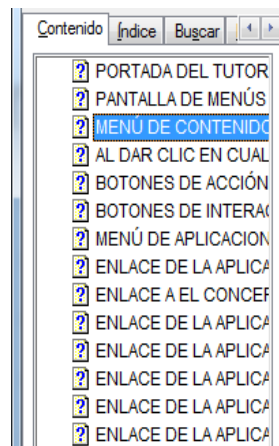 Contenido Índice Buscar
PORTADA DEL TUTOR
PANTALLA DE MENÚS
MENÚ DE CONTENIDO
AL DAR CLIC EN CUAL
BOTONES DE ACCIÓN
BOTONES DE INTERA
MENÚ DE APLICACION
ENLACE DE LA APLICA
ENLACE A EL CONCEP
ENLACE DE LA APLICA
ENLACE DE LA APLICA
ENLACE DE LA APLICA
ENLACE DE LA APLICA
ENLACE DE LA APLICA